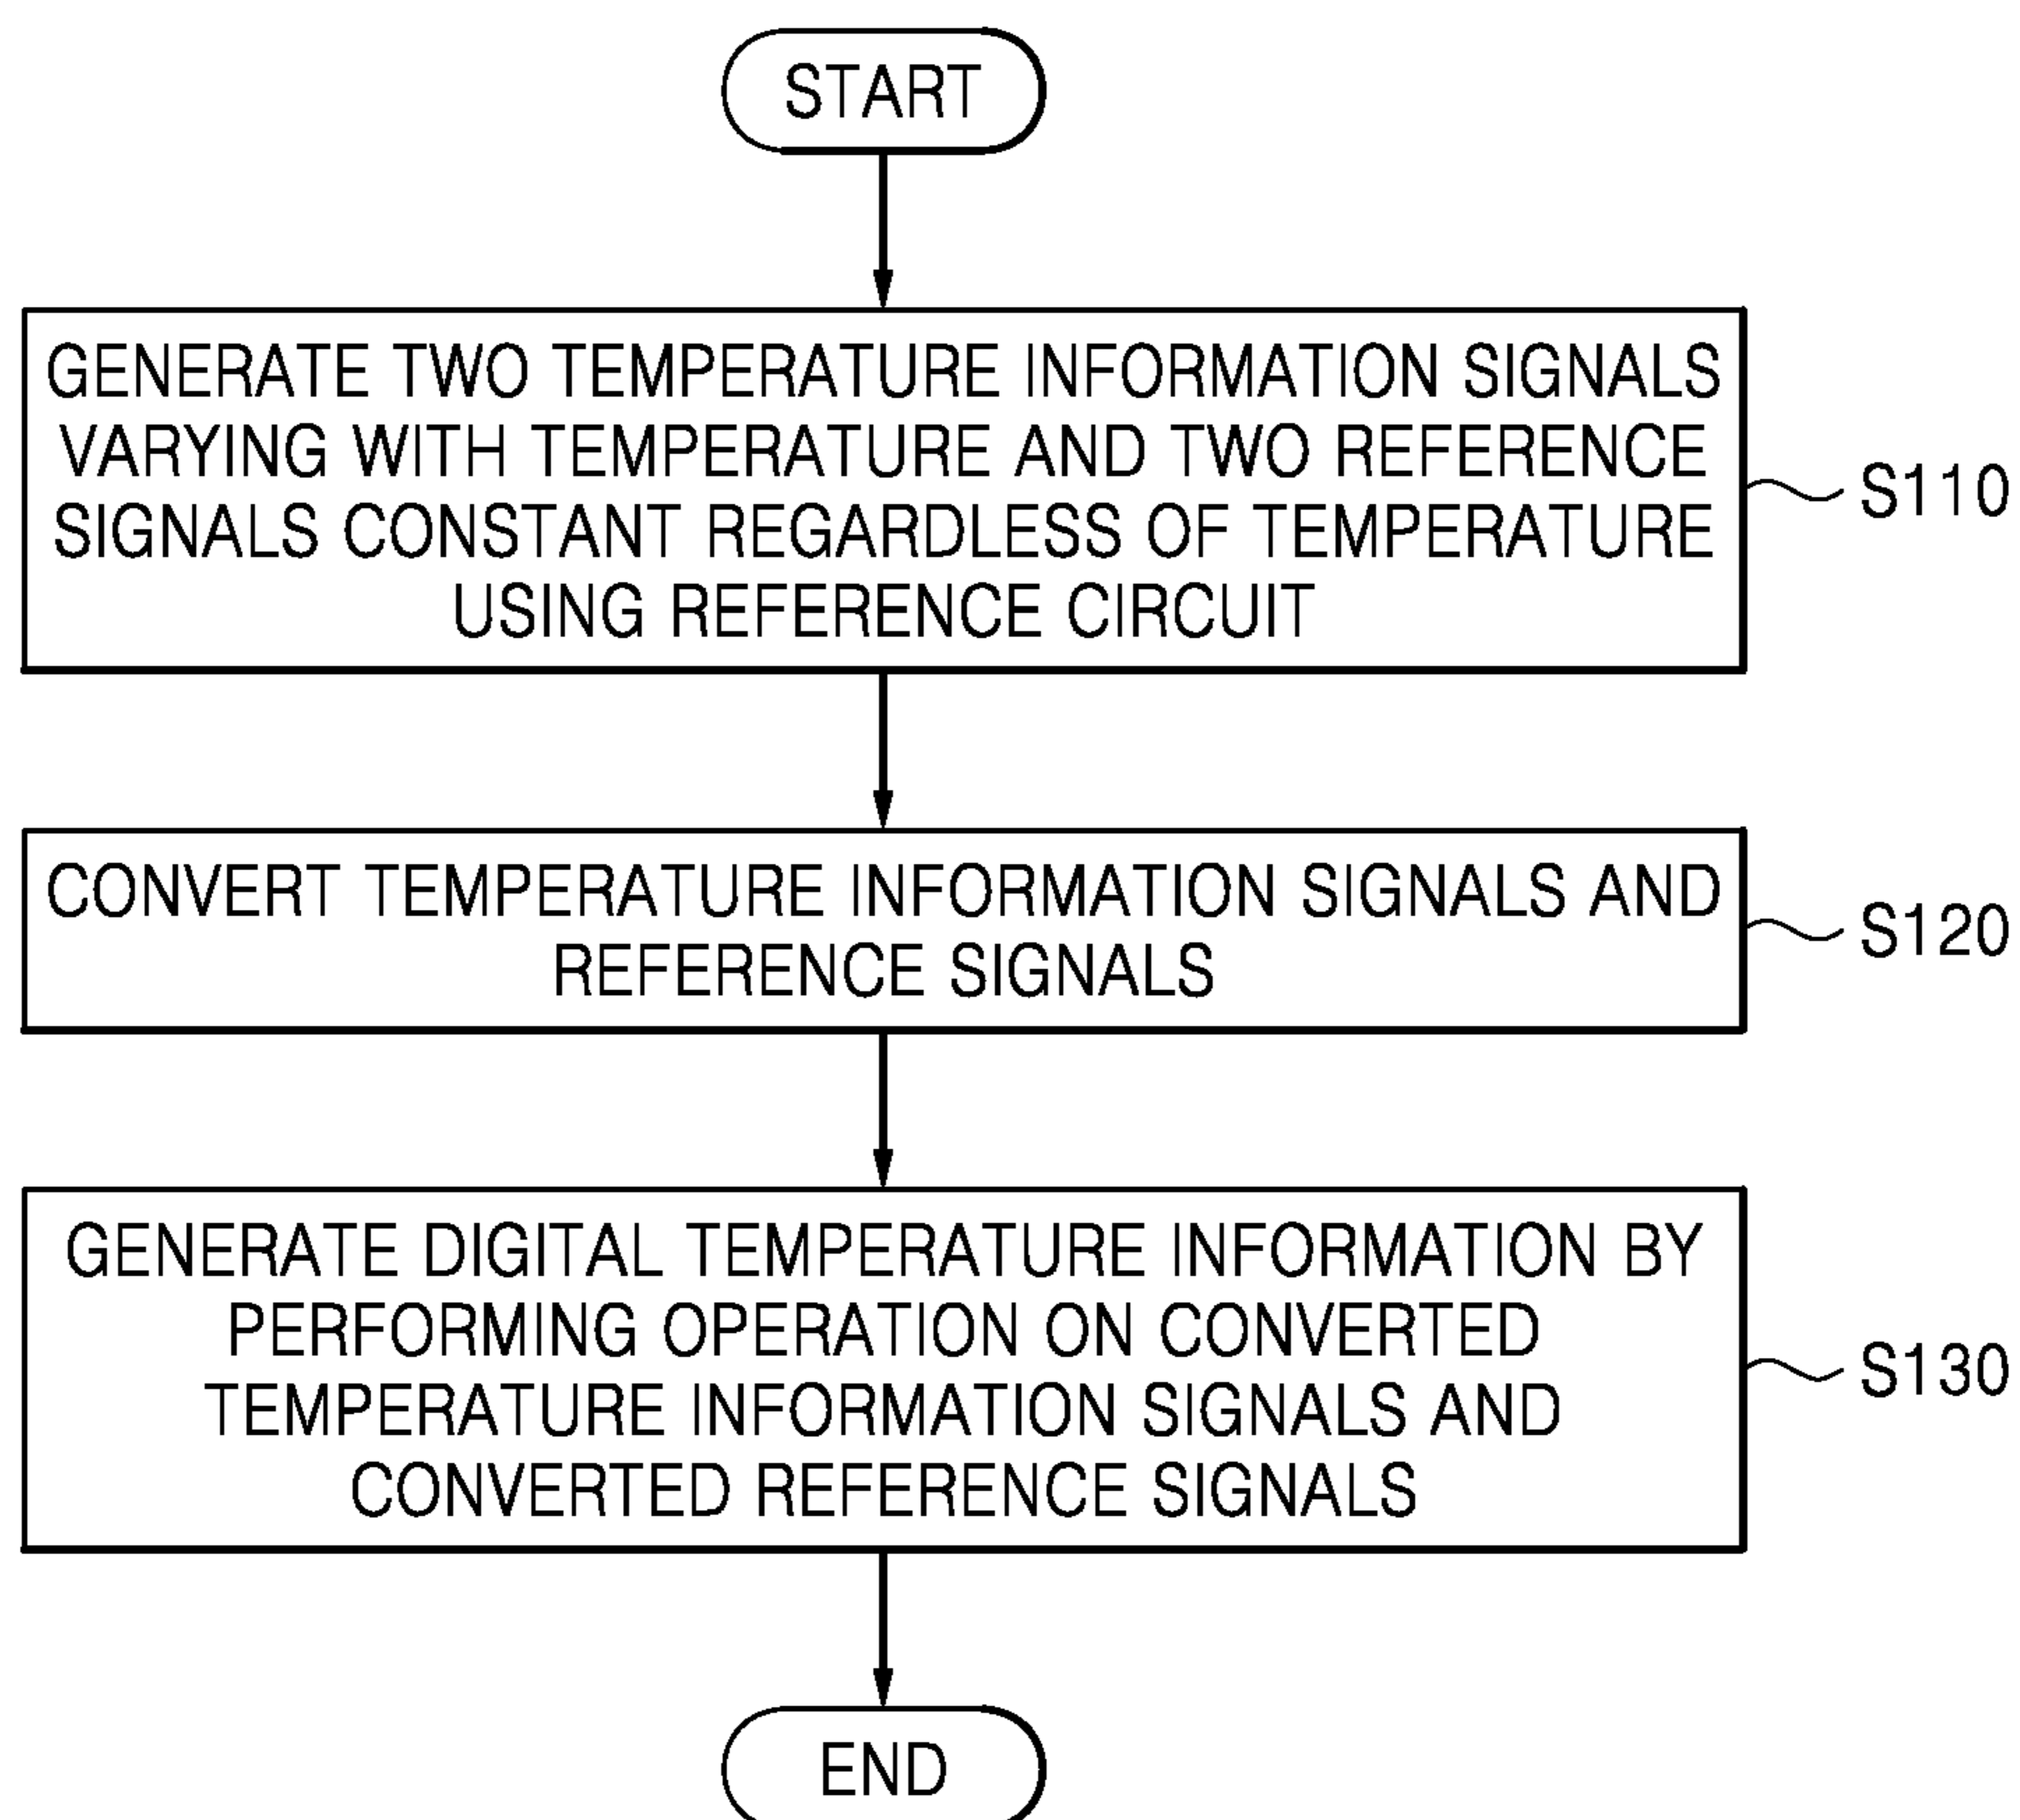 START
GENERATE TWO TEMPERATURE INFORMATION SIGNALS
VARYING WITH TEMPERATURE AND TWO REFERENCE
SIGNALS CONSTANT REGARDLESS OF TEMPERATURE
USING REFERENCE CIRCUIT
S110
CONVERT TEMPERATURE INFORMATION SIGNALS AND
REFERENCE SIGNALS
S120
GENERATE DIGITAL TEMPERATURE INFORMATION BY
PERFORMING OPERATION ON CONVERTED
TEMPERATURE INFORMATION SIGNALS AND
CONVERTED REFERENCE SIGNALS
S130
END